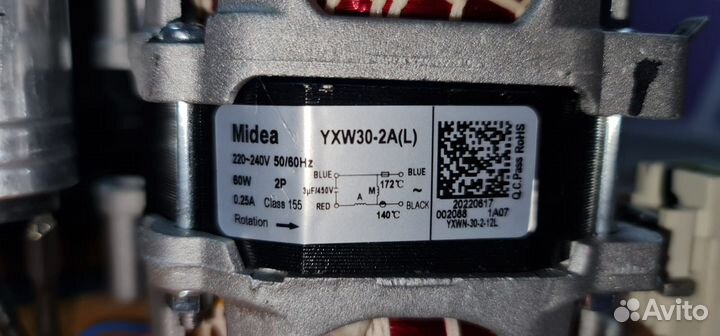 Midea YXW30-2A(L)
220~240V 50/60Hz
60W 2P
0.25A Class 155
Rotation →
BLUE 172℃ BLUE
3μF/450V M ~
A
RED 140℃ BLACK
20220617
002088 1A07
YXWN-30-2-12L
Q.C.Pass RoHS
Avito